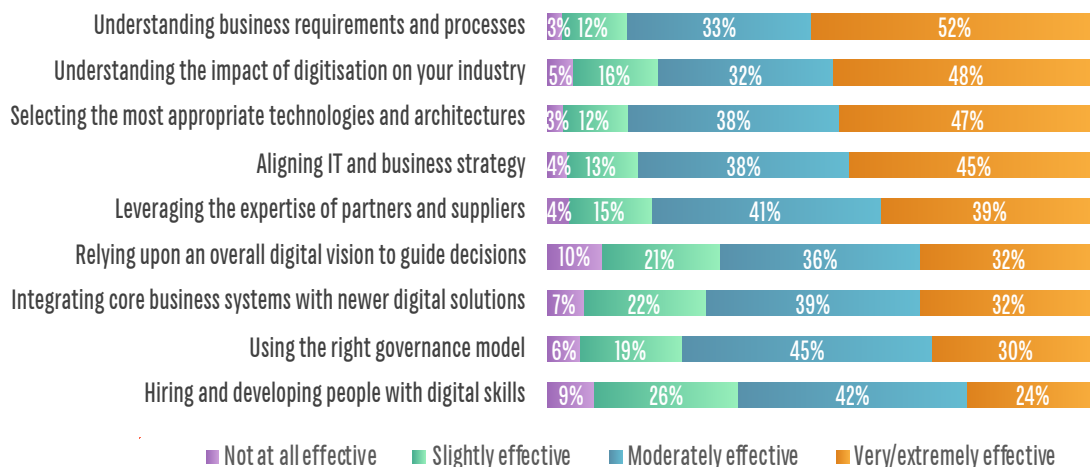 Understanding business requirements and processes 3% 12% 33% 52%
Understanding the impact of digitisation on your industry 5% 16% 32% 48%
Selecting the most appropriate technologies and architectures 3% 12% 38% 47%
Aligning IT and business strategy 4% 13% 38% 45%
Leveraging the expertise of partners and suppliers 4% 15% 41% 39%
Relying upon an overall digital vision to guide decisions 10% 21% 36% 32%
Integrating core business systems with newer digital solutions 7% 22% 39% 32%
Using the right governance model 6% 19% 45% 30%
Hiring and developing people with digital skills 9% 26% 42% 24%
Not at all effective Slightly effective Moderately effective Very/extremely effective